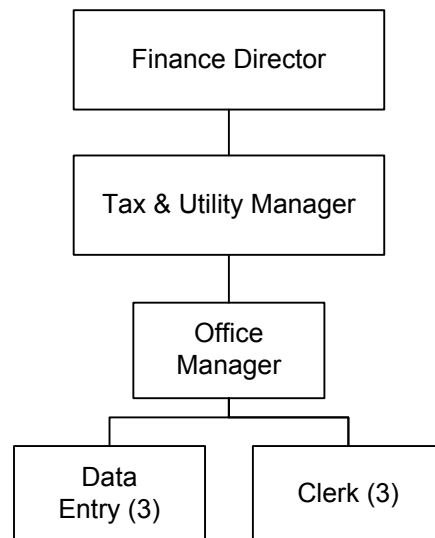 Finance Director
Tax & Utility Manager
Office
Manager
Data
Entry (3)
Clerk (3)